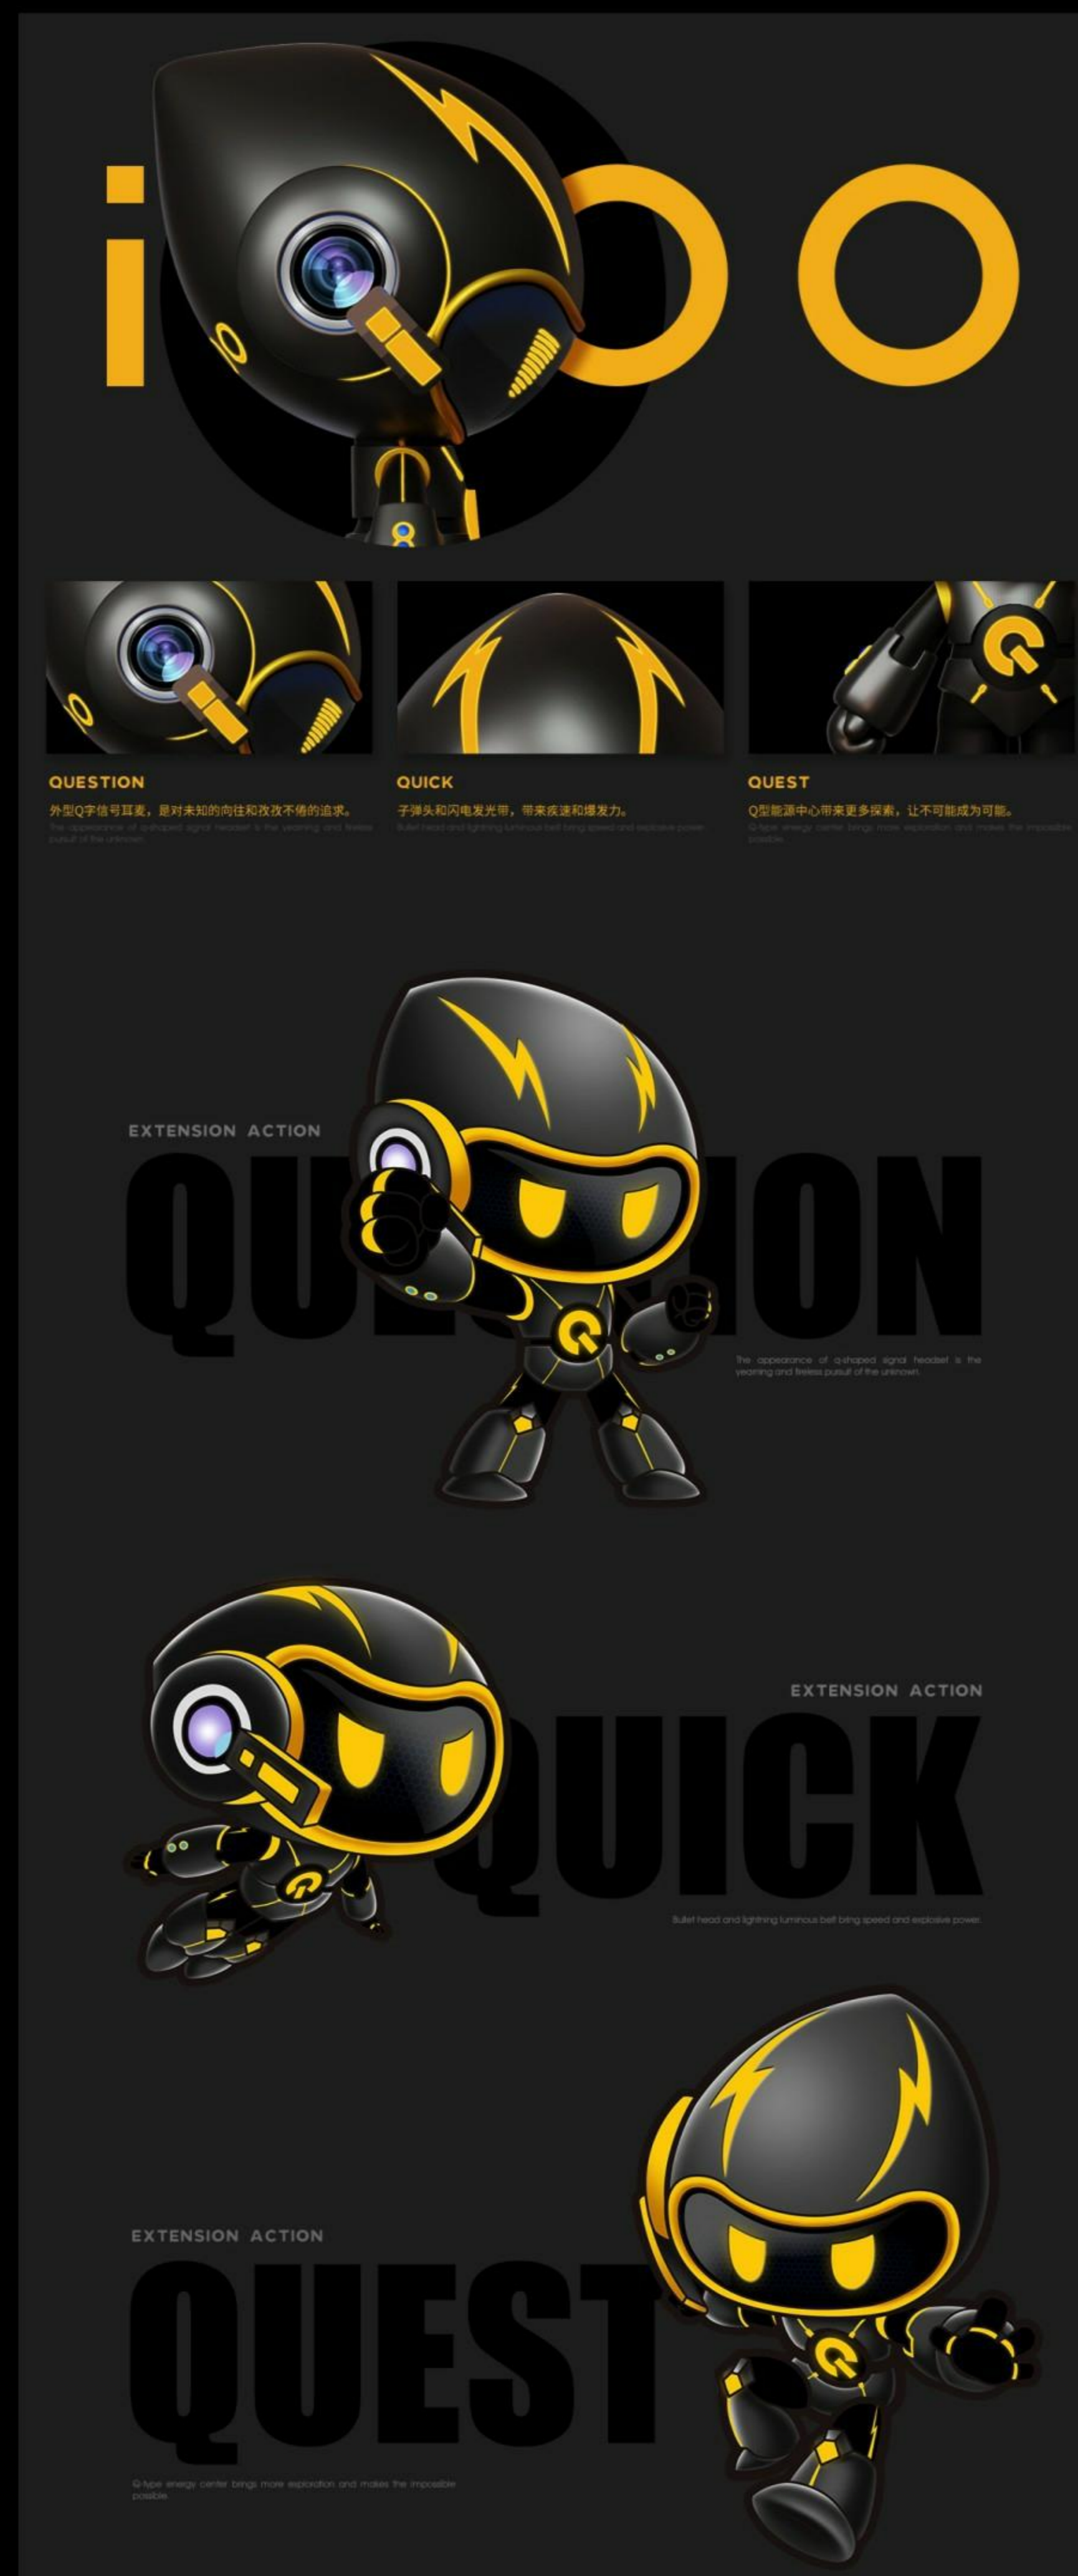 i OO
QUESTION
外型Q字信号耳麦，是对未知的向往和孜孜不倦的追求。
The appearance of q-shaped signal headset is the yearning and tireless
pursuit of the unknown.
QUICK
子弹头和闪电发光带，带来疾速和爆发力。
Bullet head and lightning luminous belt bring speed and explosive power.
QUEST
Q型能源中心带来更多探索，让不可能成为可能。
Q-type energy center brings more exploration and makes the impossible
possible.
EXTENSION ACTION
QUESTION
The appearance of q-shaped signal headset is the
yearning and tireless pursuit of the unknown.
EXTENSION ACTION
QUICK
Bullet head and lightning luminous belt bring speed and explosive power.
EXTENSION ACTION
QUEST
Q-type energy center brings more exploration and makes the impossible
possible.